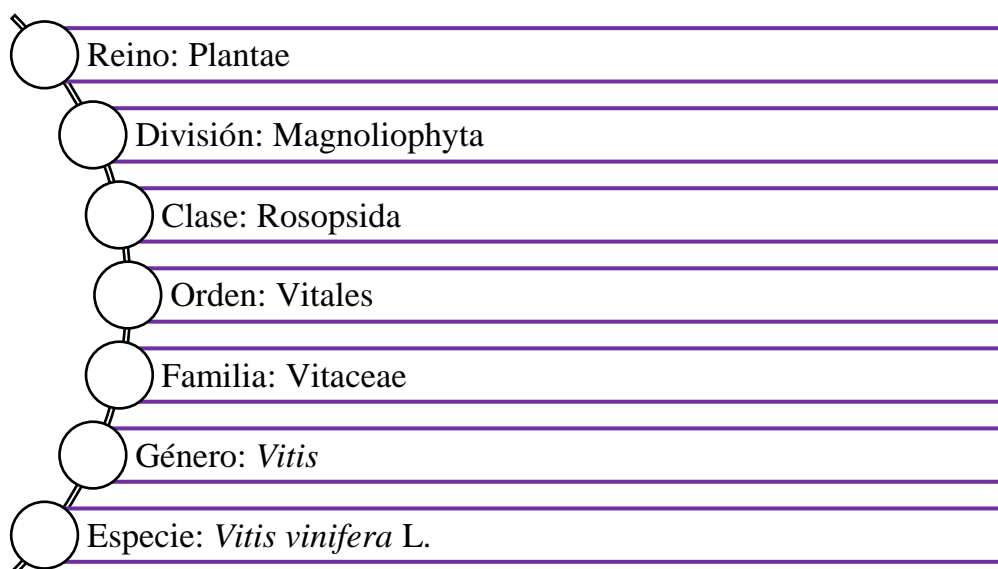 Reino: Plantae
División: Magnoliophyta
Clase: Rosopsida
Orden: Vitales
Familia: Vitaceae
Género: Vitis
Especie: Vitis vinifera L.